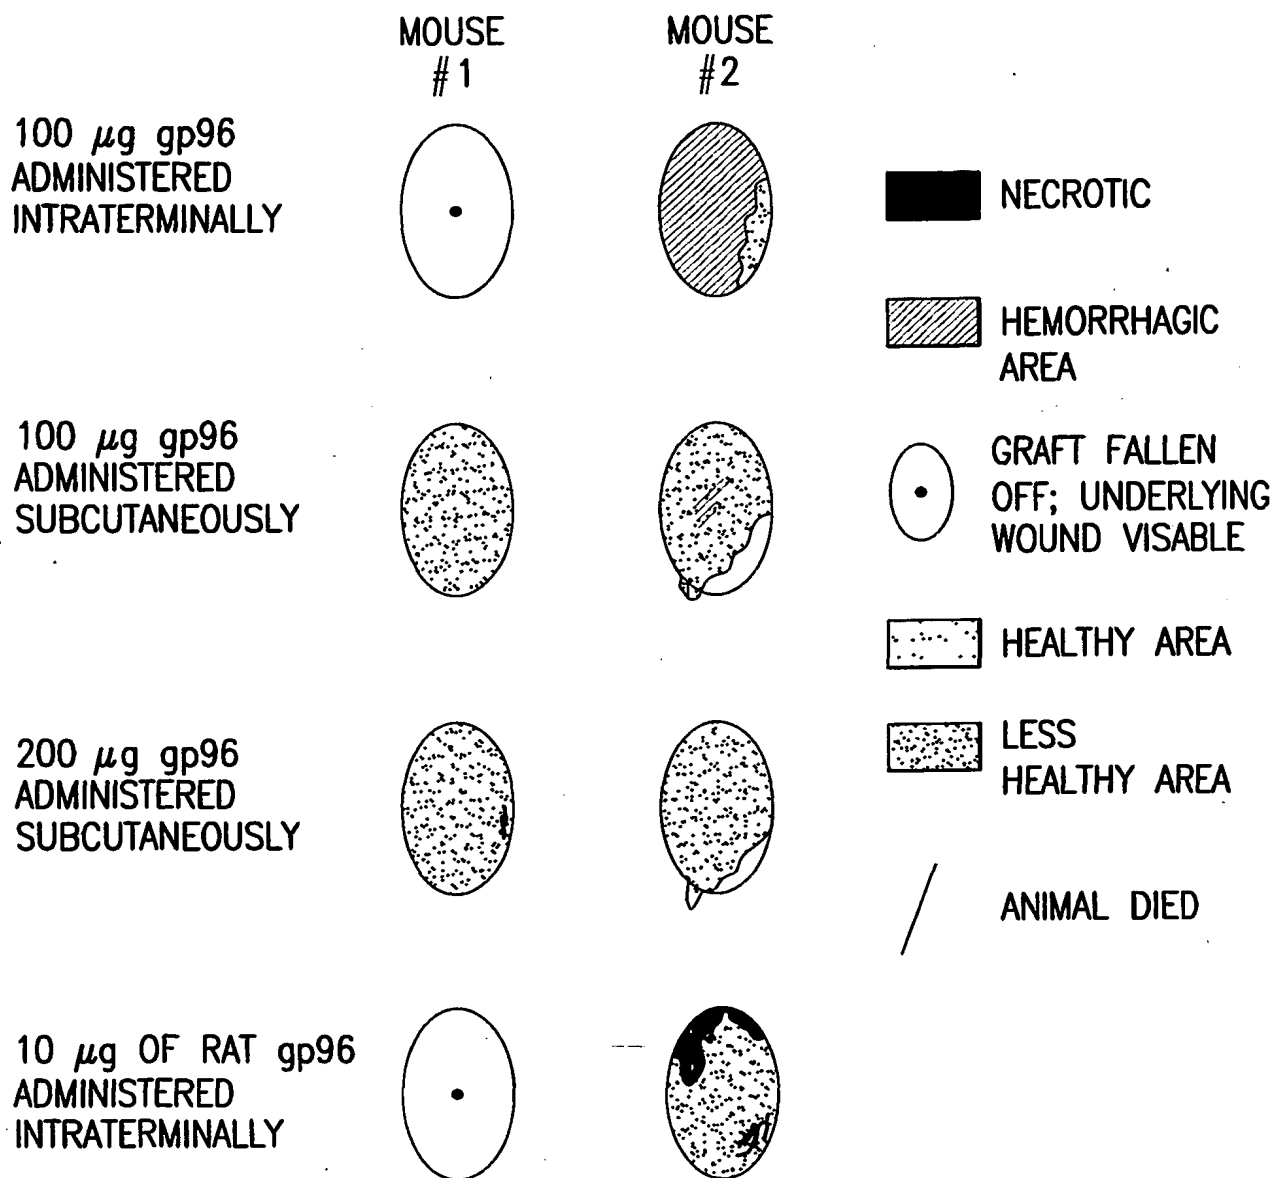 MOUSE
#1
MOUSE
#2
100 μg gp96
ADMINISTERED
INTRATERMINALLY
100 μg gp96
ADMINISTERED
SUBCUTANEOUSLY
200 μg gp96
ADMINISTERED
SUBCUTANEOUSLY
10 μg OF RAT gp96
ADMINISTERED
INTRATERMINALLY
NECROTIC
HEMORRHAGIC
AREA
GRAFT FALLEN
OFF; UNDERLYING
WOUND VISABLE
HEALTHY AREA
LESS
HEALTHY AREA
ANIMAL DIED